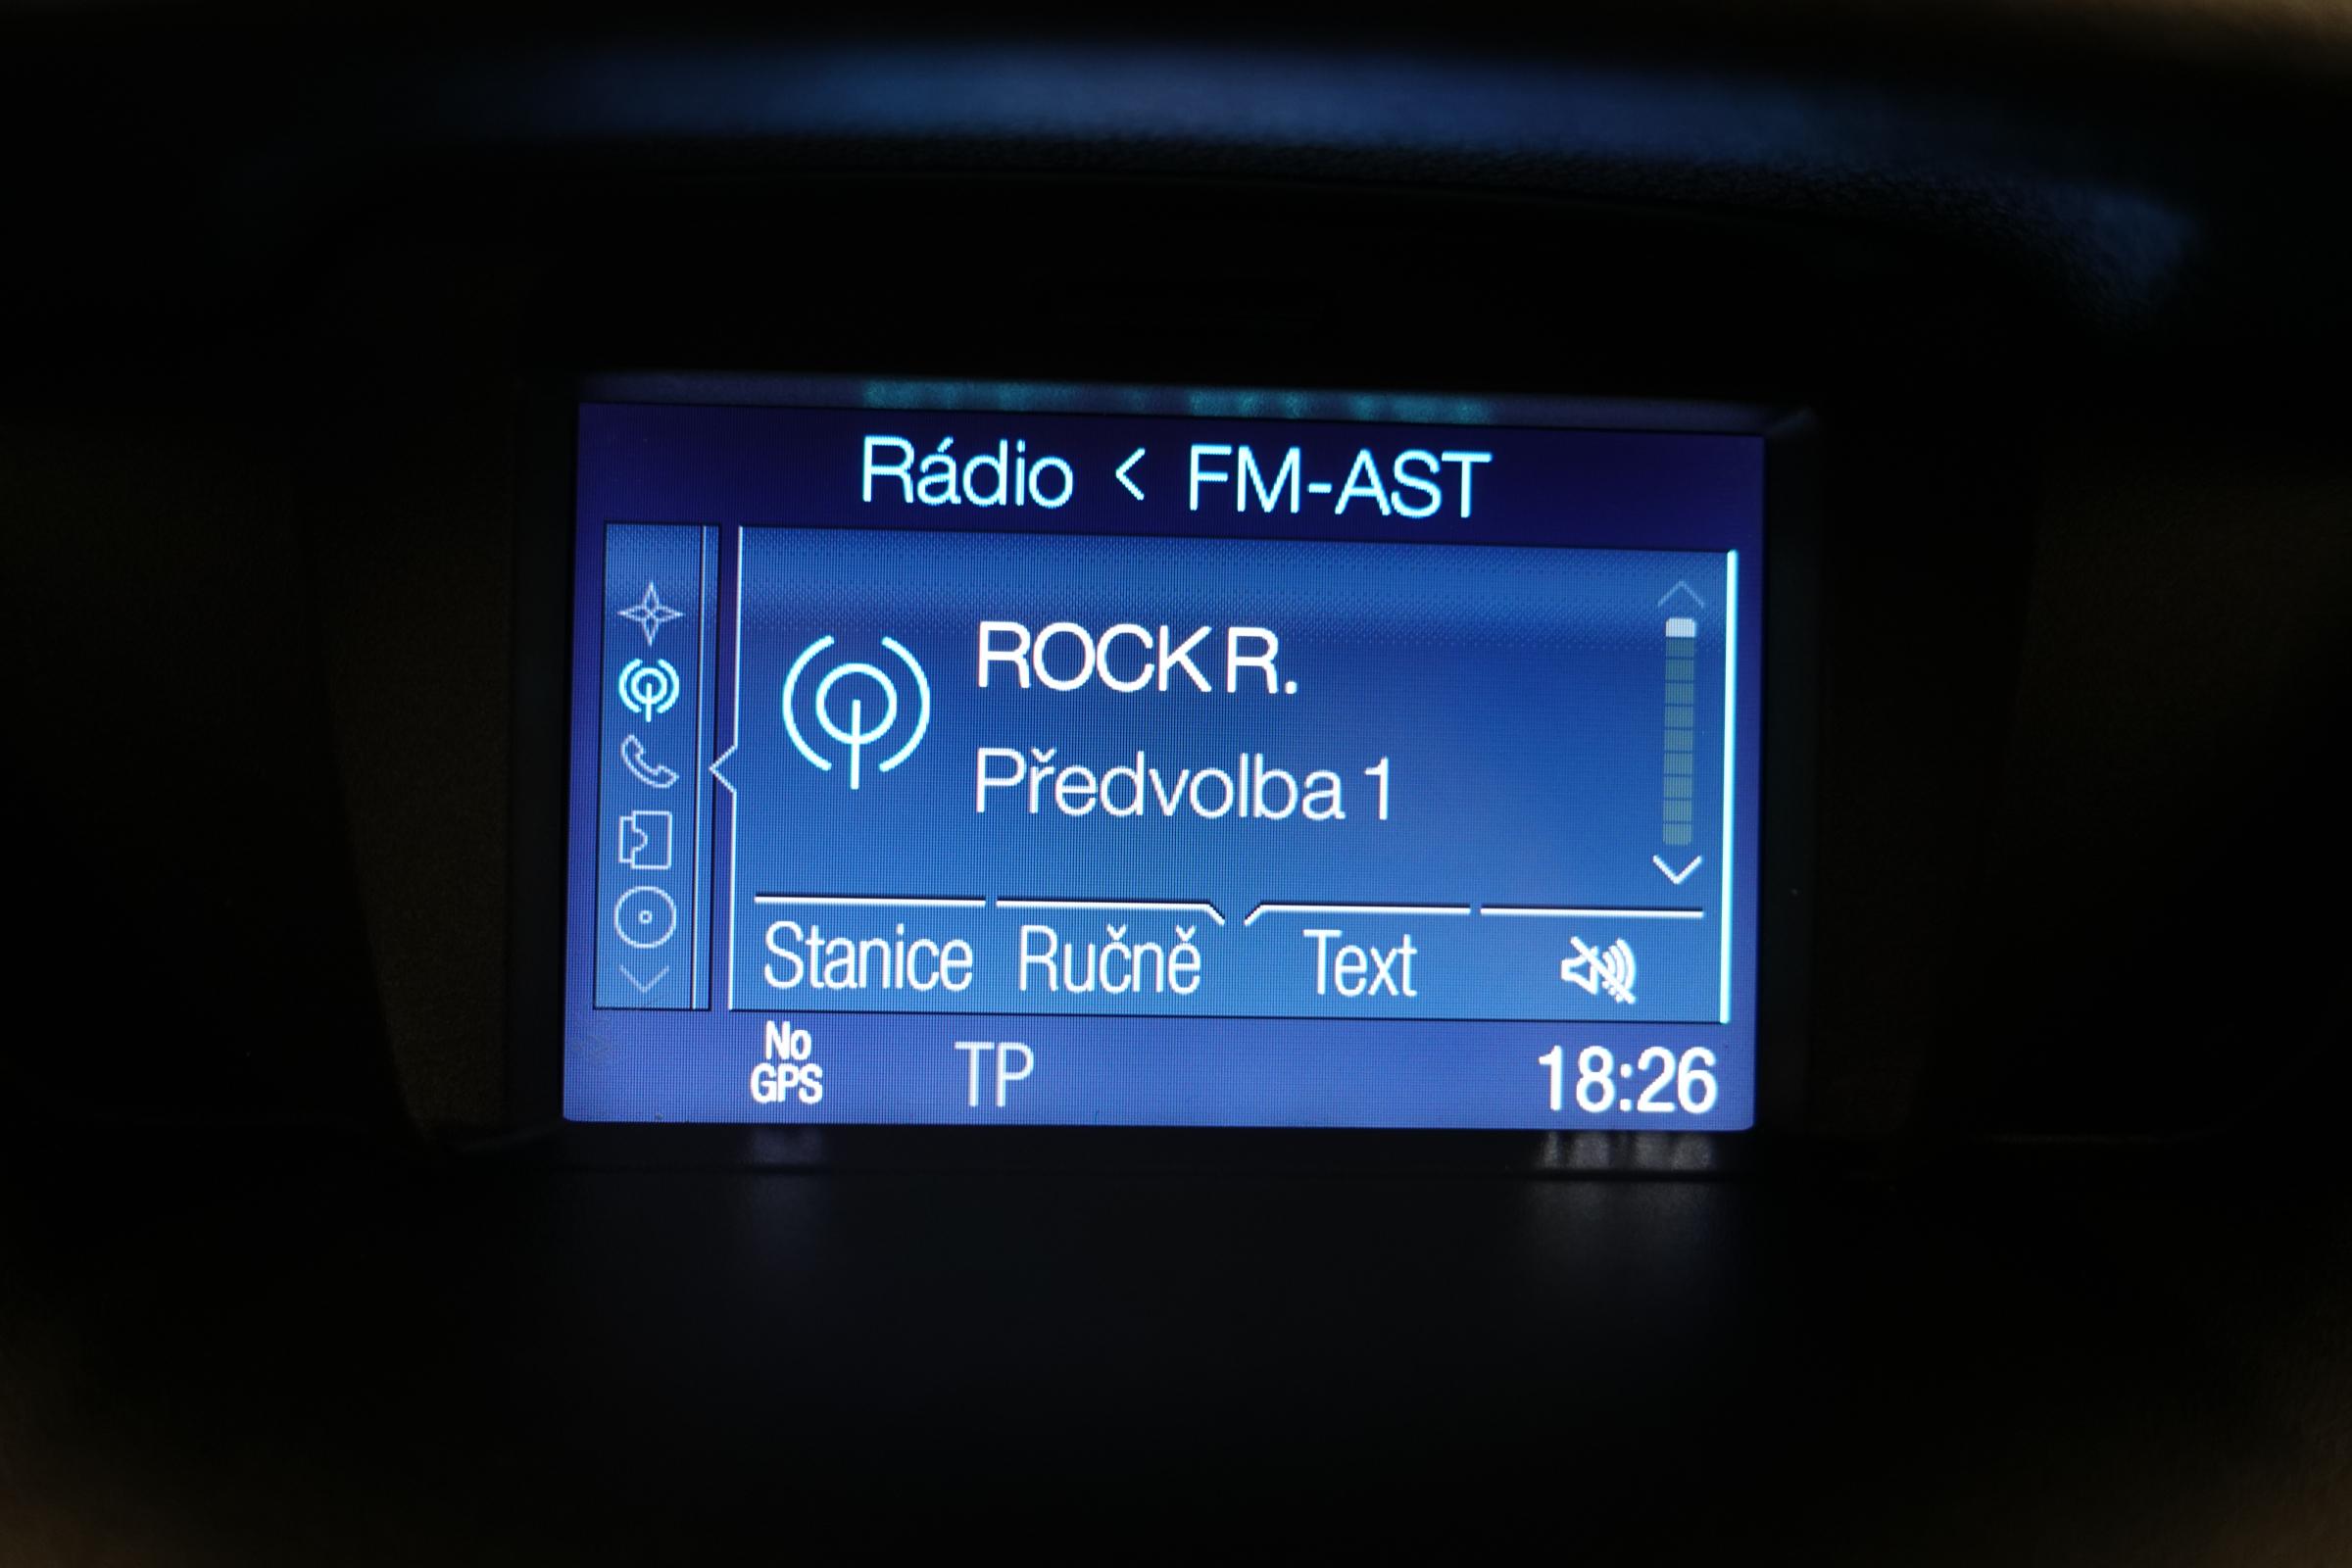 Rádio < FM-AST
ROCK R.
Předvolba 1
Stanice Ručně Text
No
GPS
TP
18:26